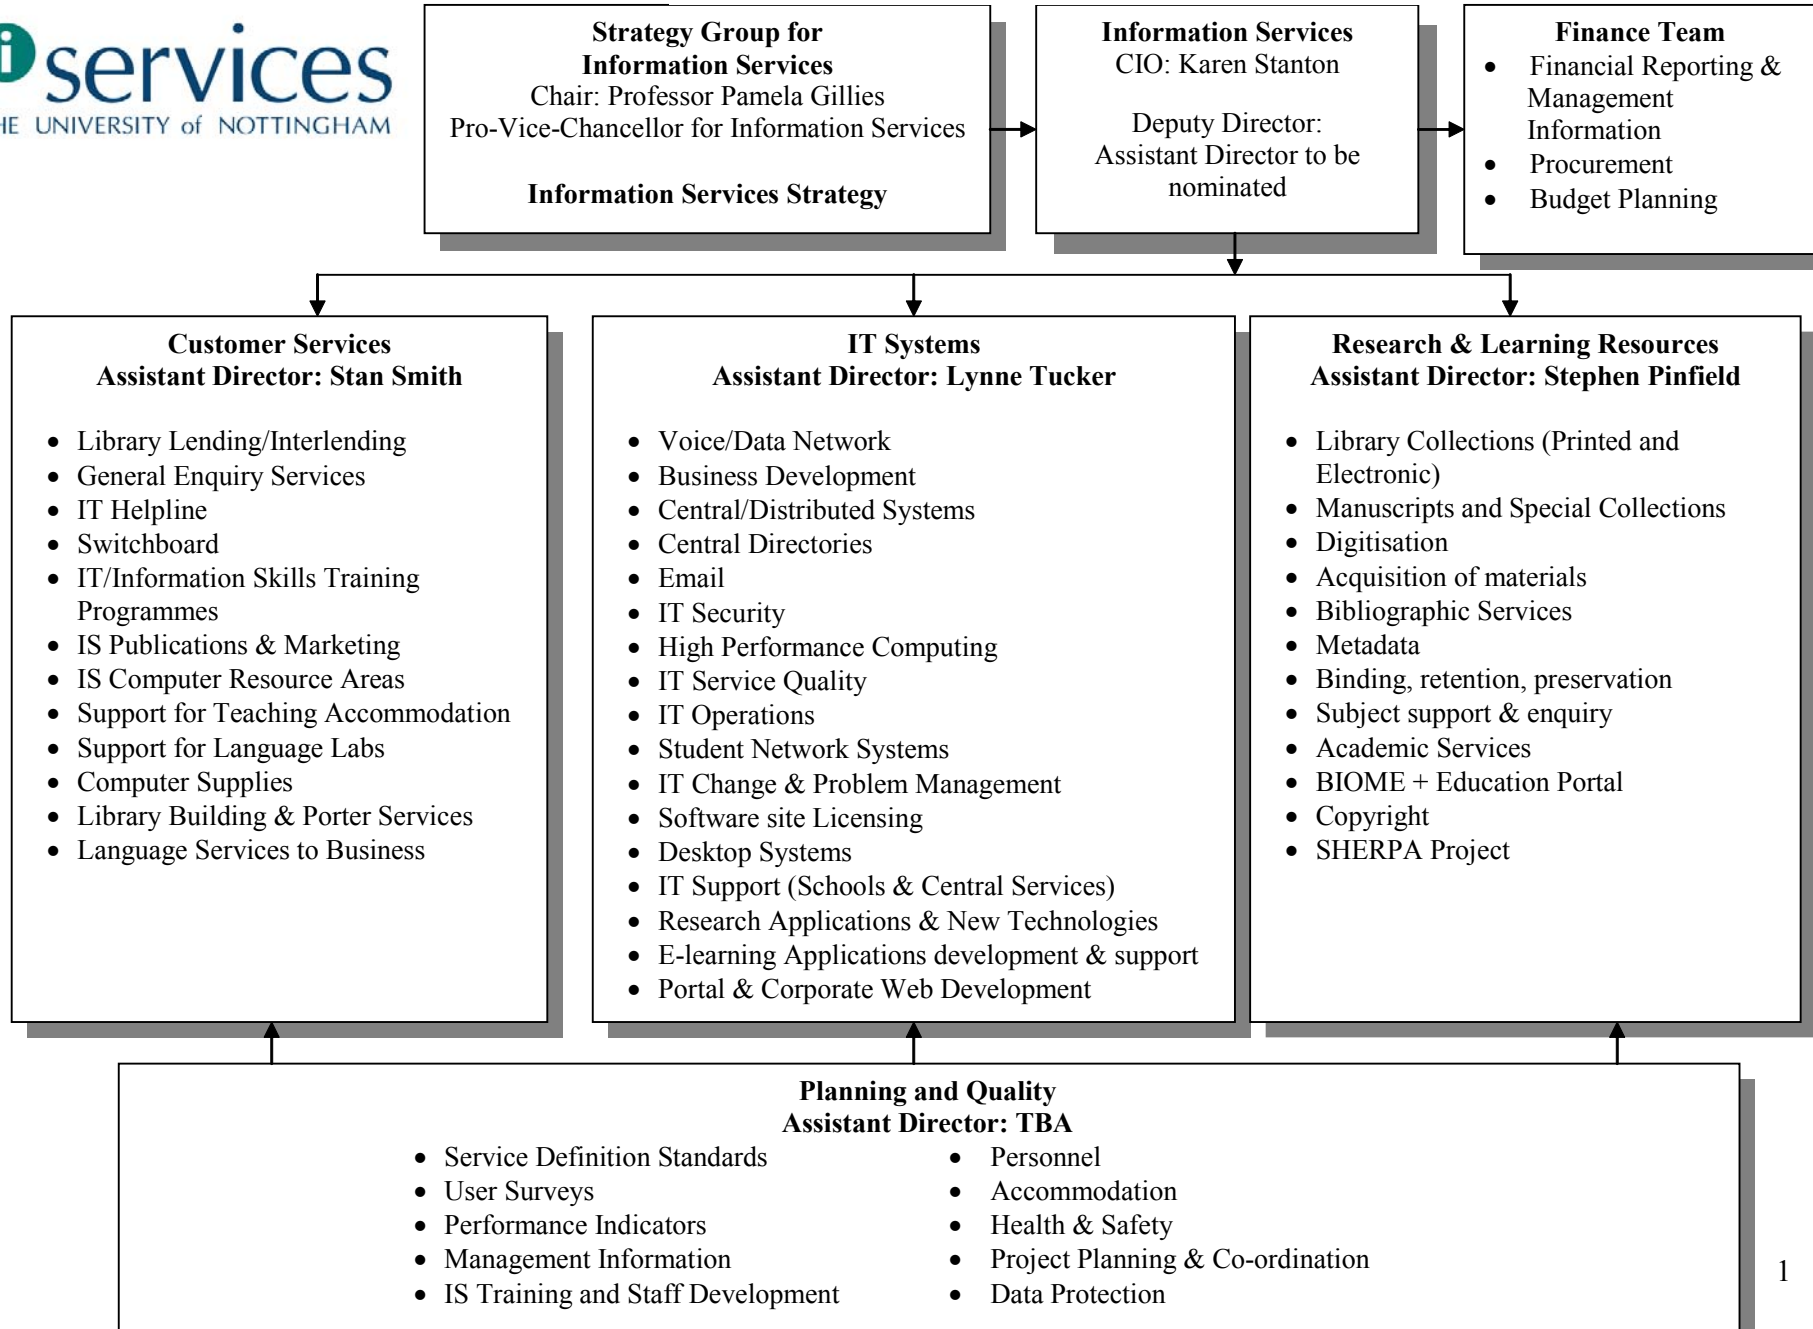 i services
THE UNIVERSITY of NOTTINGHAM
Strategy Group for
Information Services
Chair: Professor Pamela Gillies
Pro-Vice-Chancellor for Information Services
Information Services Strategy
Information Services
CIO: Karen Stanton
Deputy Director:
Assistant Director to be
nominated
Finance Team
• Financial Reporting &
Management
Information
• Procurement
• Budget Planning
Customer Services
Assistant Director: Stan Smith
• Library Lending/Interlending
• General Enquiry Services
• IT Helpline
• Switchboard
• IT/Information Skills Training
Programmes
• IS Publications & Marketing
• IS Computer Resource Areas
• Support for Teaching Accommodation
• Support for Language Labs
• Computer Supplies
• Library Building & Porter Services
• Language Services to Business
IT Systems
Assistant Director: Lynne Tucker
• Voice/Data Network
• Business Development
• Central/Distributed Systems
• Central Directories
• Email
• IT Security
• High Performance Computing
• IT Service Quality
• IT Operations
• Student Network Systems
• IT Change & Problem Management
• Software site Licensing
• Desktop Systems
• IT Support (Schools & Central Services)
• Research Applications & New Technologies
• E-learning Applications development & support
• Portal & Corporate Web Development
Research & Learning Resources
Assistant Director: Stephen Pinfield
• Library Collections (Printed and
Electronic)
• Manuscripts and Special Collections
• Digitisation
• Acquisition of materials
• Bibliographic Services
• Metadata
• Binding, retention, preservation
• Subject support & enquiry
• Academic Services
• BIOME + Education Portal
• Copyright
• SHERPA Project
Planning and Quality
Assistant Director: TBA
• Service Definition Standards
• User Surveys
• Performance Indicators
• Management Information
• IS Training and Staff Development
• Personnel
• Accommodation
• Health & Safety
• Project Planning & Co-ordination
• Data Protection
1